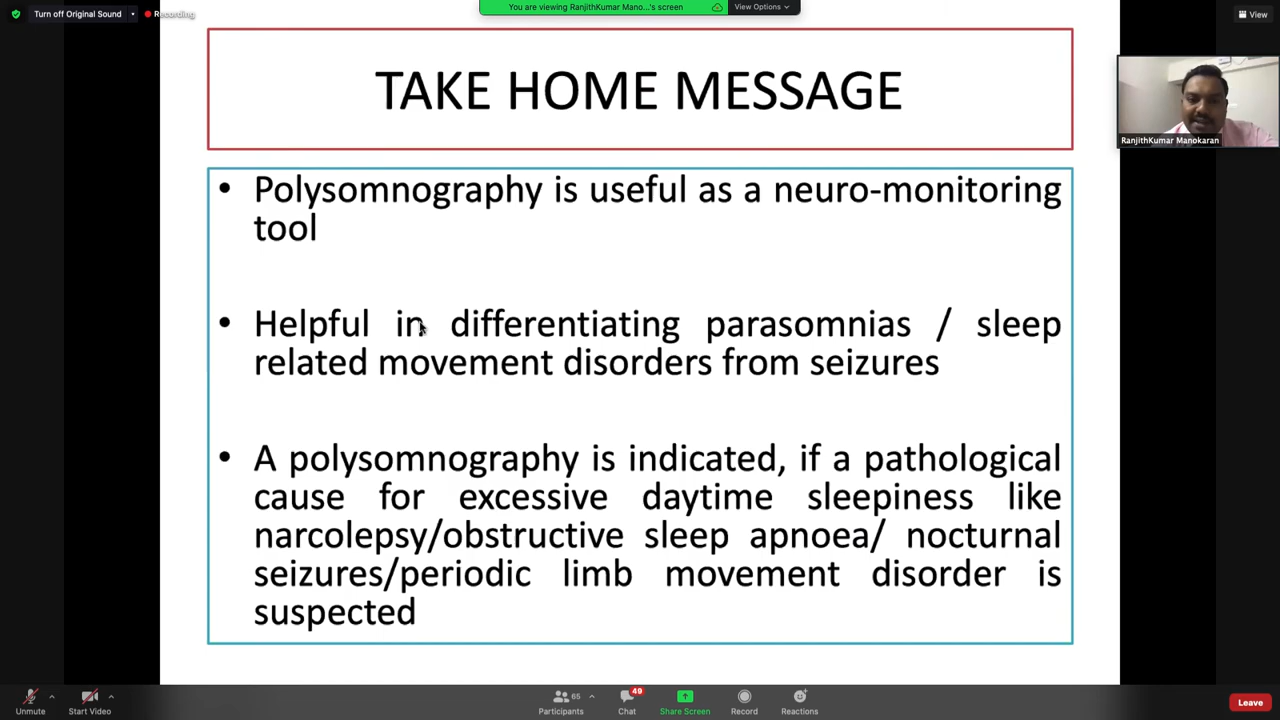 Turn off Original Sound
Recording
You are viewing RanjithKumar Mano...'s screen
View Options
View
TAKE HOME MESSAGE
RanjithKumar Manokaran
• Polysomnography is useful as a neuro-monitoring
tool
• Helpful in differentiating parasomnias / sleep
related movement disorders from seizures
• A polysomnography is indicated, if a pathological
cause for excessive daytime sleepiness like
narcolepsy/obstructive sleep apnoea/ nocturnal
seizures/periodic limb movement disorder is
suspected
65
49
Unmute
Start Video
Participants
Chat
Share Screen
Record
Reactions
Leave